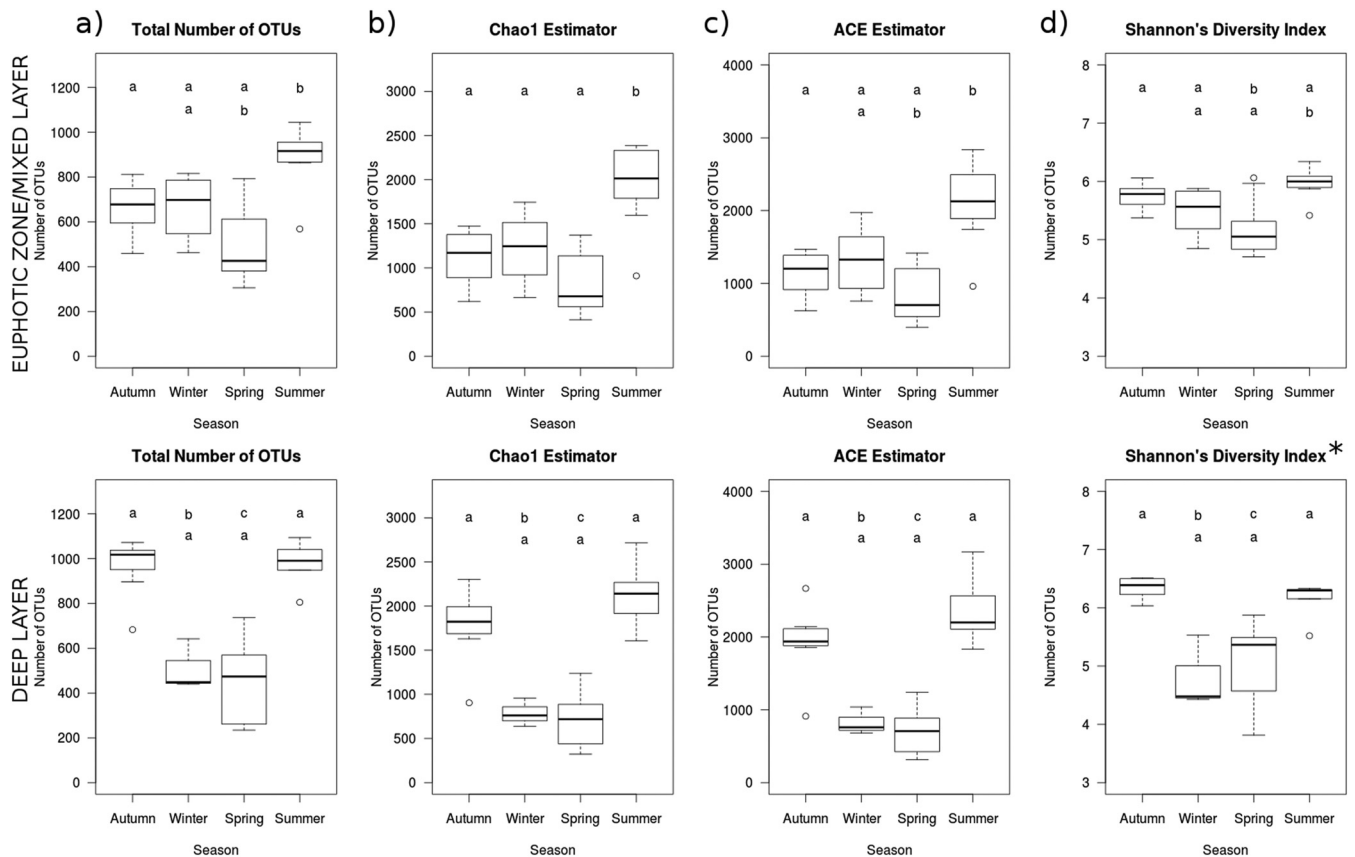 a)
Total Number of OTUs
EUPHOTIC ZONE/MIXED LAYER
Number of OTUs
1200
1000
800
600
400
200
0
a a a b
a b
Autumn Winter Spring Summer
Season
b)
Chao1 Estimator
Number of OTUs
3000
2500
2000
1500
1000
500
0
a a a b
Autumn Winter Spring Summer
Season
c)
ACE Estimator
Number of OTUs
4000
3000
2000
1000
0
a a a b
a b
Autumn Winter Spring Summer
Season
d)
Shannon's Diversity Index
Number of OTUs
8
7
6
5
4
3
a a b a
a a b
Autumn Winter Spring Summer
Season
Total Number of OTUs
DEEP LAYER
Number of OTUs
1200
1000
800
600
400
200
0
a b c a
a a
Autumn Winter Spring Summer
Season
Chao1 Estimator
Number of OTUs
3000
2500
2000
1500
1000
500
0
a b c a
a a
Autumn Winter Spring Summer
Season
ACE Estimator
Number of OTUs
4000
3000
2000
1000
0
a b c a
a a
Autumn Winter Spring Summer
Season
Shannon's Diversity Index*
Number of OTUs
8
7
6
5
4
3
a b c a
a a
Autumn Winter Spring Summer
Season